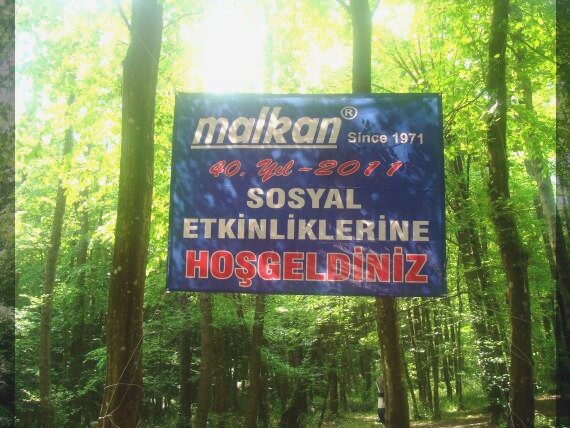 malkan® Since 1971
40. Yıl - 2011
SOSYAL
ETKİNLİKLERİNE
HOŞGELDİNİZ